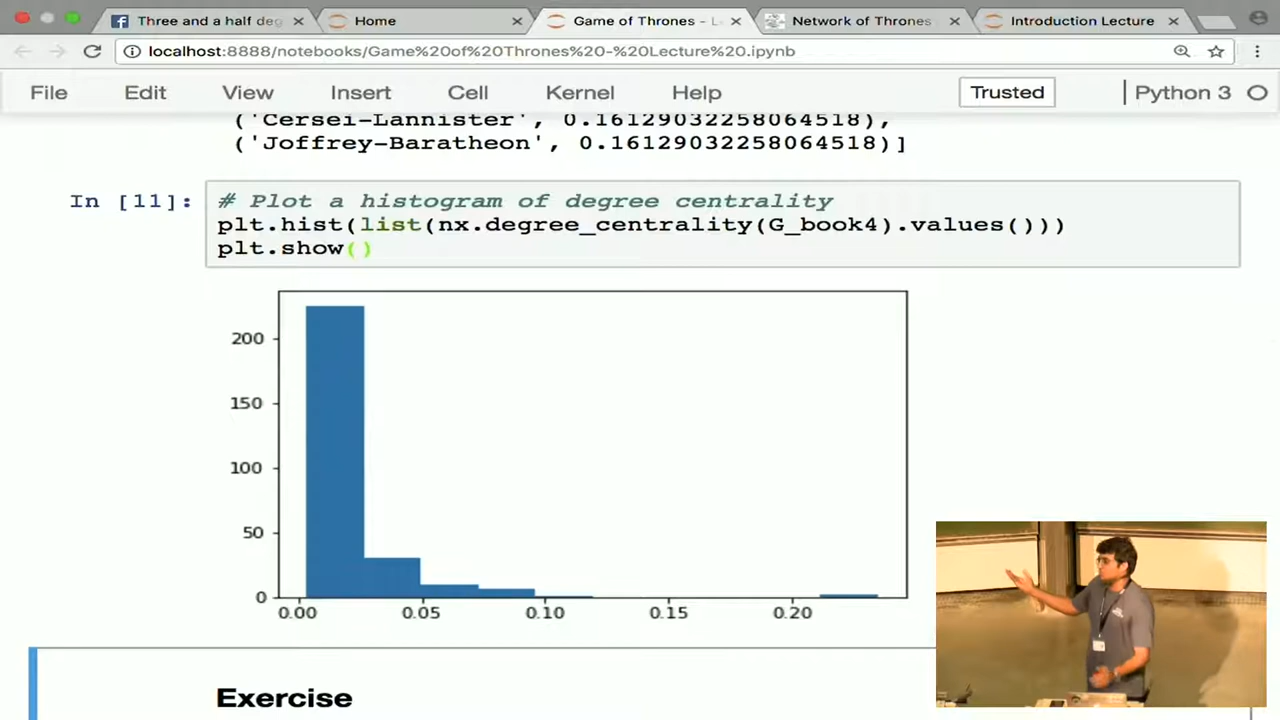 Three and a half deg
Home
Game of Thrones - L
Network of Thrones
Introduction Lecture
localhost:8888/notebooks/Game%20of%20Thrones%20-%20Lecture%20.ipynb
File Edit View Insert Cell Kernel Help Trusted Python 3
('Cersei-Lannister', 0.16129032258064518),
('Joffrey-Baratheon', 0.16129032258064518)]
In [11]:
# Plot a histogram of degree centrality
plt.hist(list(nx.degree_centrality(G_book4).values()))
plt.show()
200
150
100
50
0
0.00 0.05 0.10 0.15 0.20
Exercise